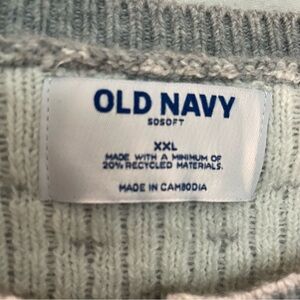 OLD NAVY
SOSOFT
XXL
MADE WITH A MINIMUM OF
20% RECYCLED MATERIALS.
MADE IN CAMBODIA